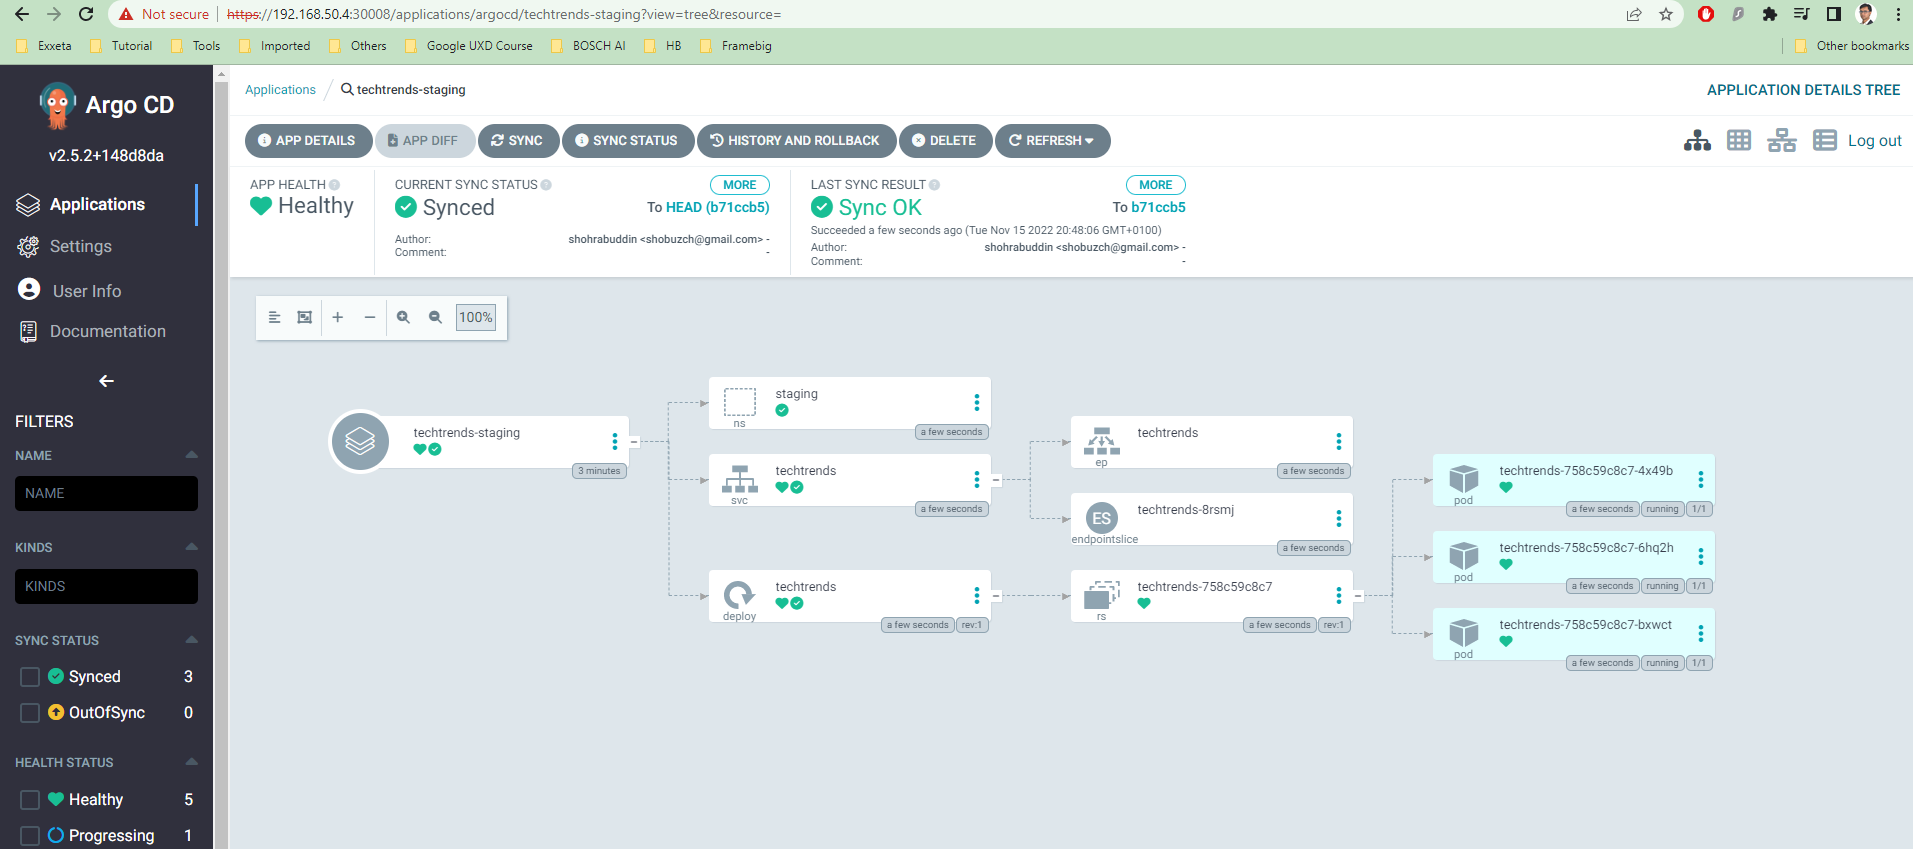 Not secure | https://192.168.50.4:30008/applications/argocd/techtrends-staging?view=tree&resource=
Exxeta Tutorial Tools Imported Others Google UXD Course BOSCH AI HB Framebig Other bookmarks
Argo CD
v2.5.2+148d8da
Applications
Settings
User Info
Documentation
FILTERS
NAME
NAME
KINDS
KINDS
SYNC STATUS
Synced 3
OutOfSync 0
HEALTH STATUS
Healthy 5
Progressing 1
Applications / techtrends-staging
APPLICATION DETAILS TREE
APP DETAILS APP DIFF SYNC SYNC STATUS HISTORY AND ROLLBACK DELETE REFRESH
Log out
APP HEALTH
Healthy
CURRENT SYNC STATUS MORE
Synced To HEAD (b71ccb5)
Author: shohrabuddin <shobuzch@gmail.com> -
Comment: -
LAST SYNC RESULT MORE
Sync OK To b71ccb5
Succeeded a few seconds ago (Tue Nov 15 2022 20:48:06 GMT+0100)
Author: shohrabuddin <shobuzch@gmail.com> -
Comment: -
100%
techtrends-staging
3 minutes
staging
ns
a few seconds
techtrends
svc
a few seconds
techtrends
deploy
a few seconds rev:1
techtrends
ep
a few seconds
ES
techtrends-8rsmj
endpointslice
a few seconds
techtrends-758c59c8c7
rs
a few seconds rev:1
techtrends-758c59c8c7-4x49b
pod
a few seconds running 1/1
techtrends-758c59c8c7-6hq2h
pod
a few seconds running 1/1
techtrends-758c59c8c7-bxwct
pod
a few seconds running 1/1